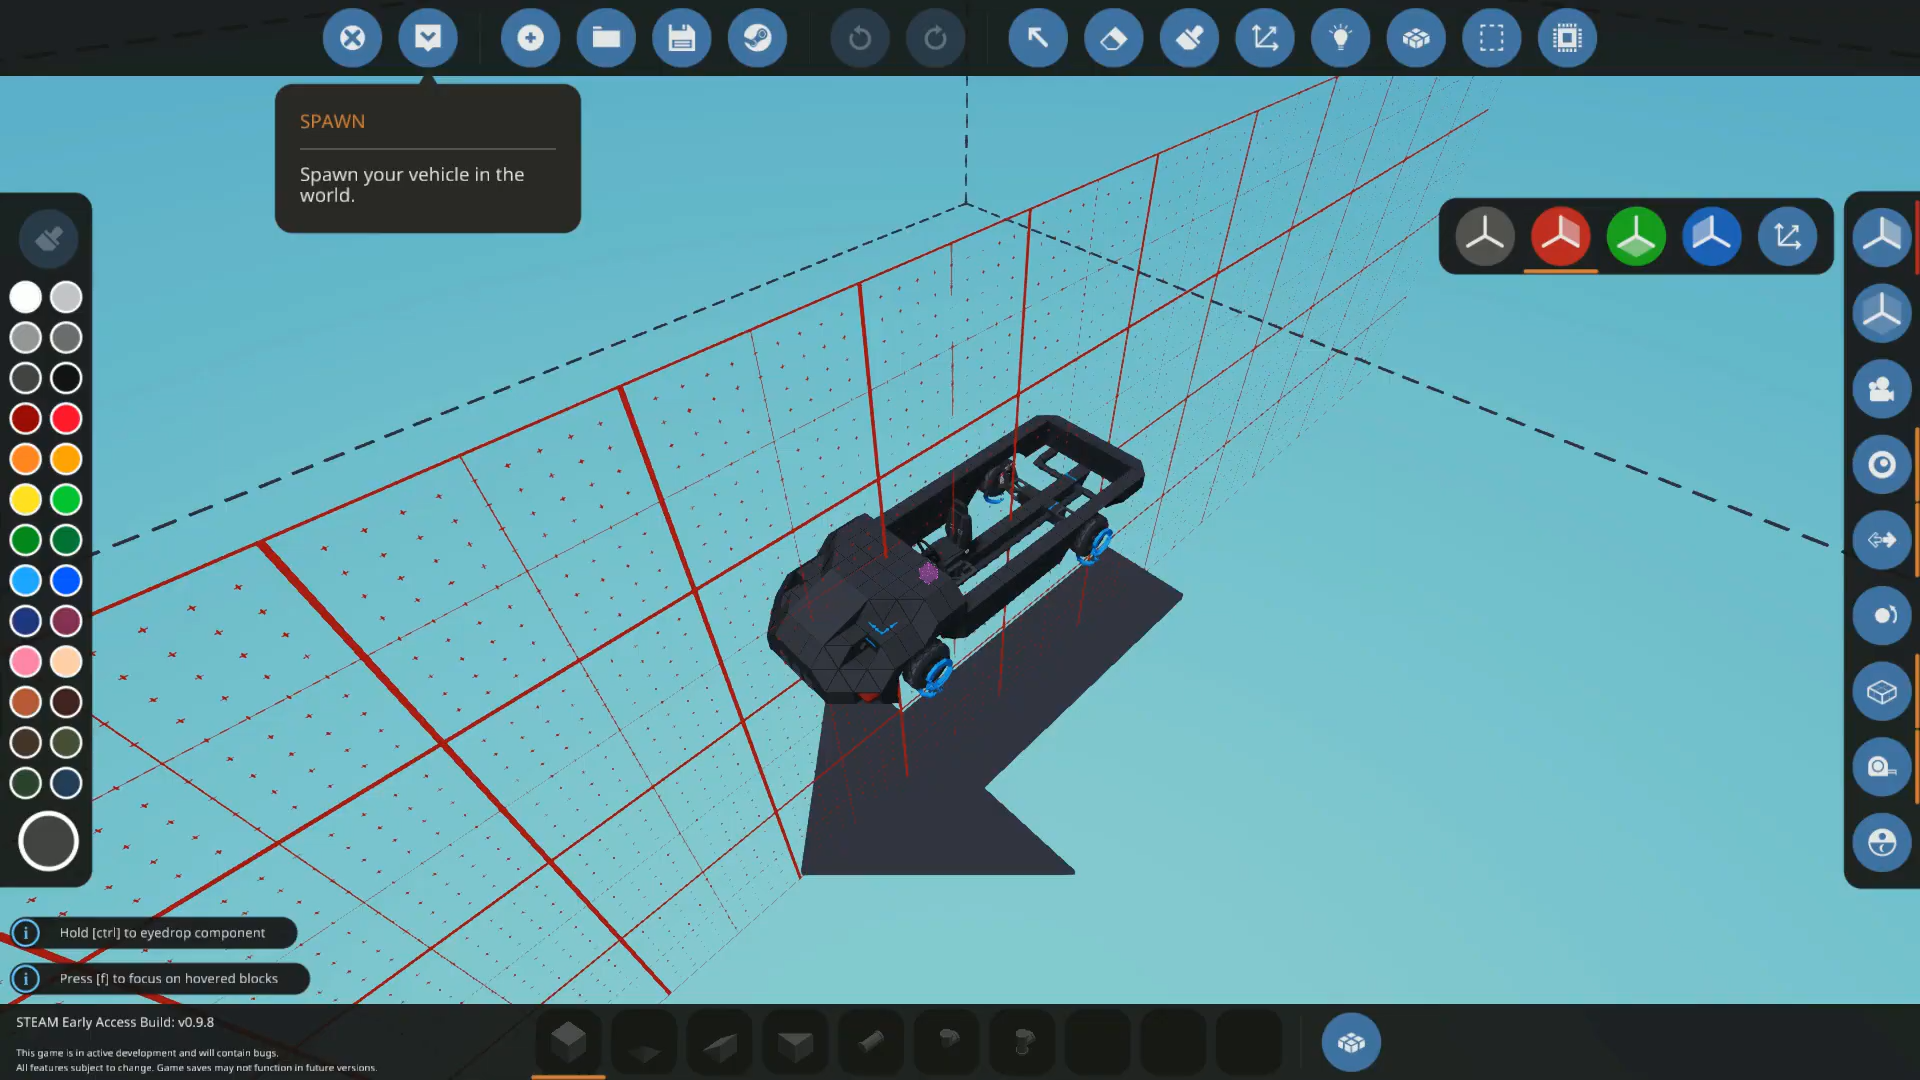 SPAWN
Spawn your vehicle in the
world.
Hold [ctrl] to eyedrop component
Press [f] to focus on hovered blocks
STEAM Early Access Build: v0.9.8
This game is in active development and will contain bugs.
All features subject to change. Game saves may not function in future versions.